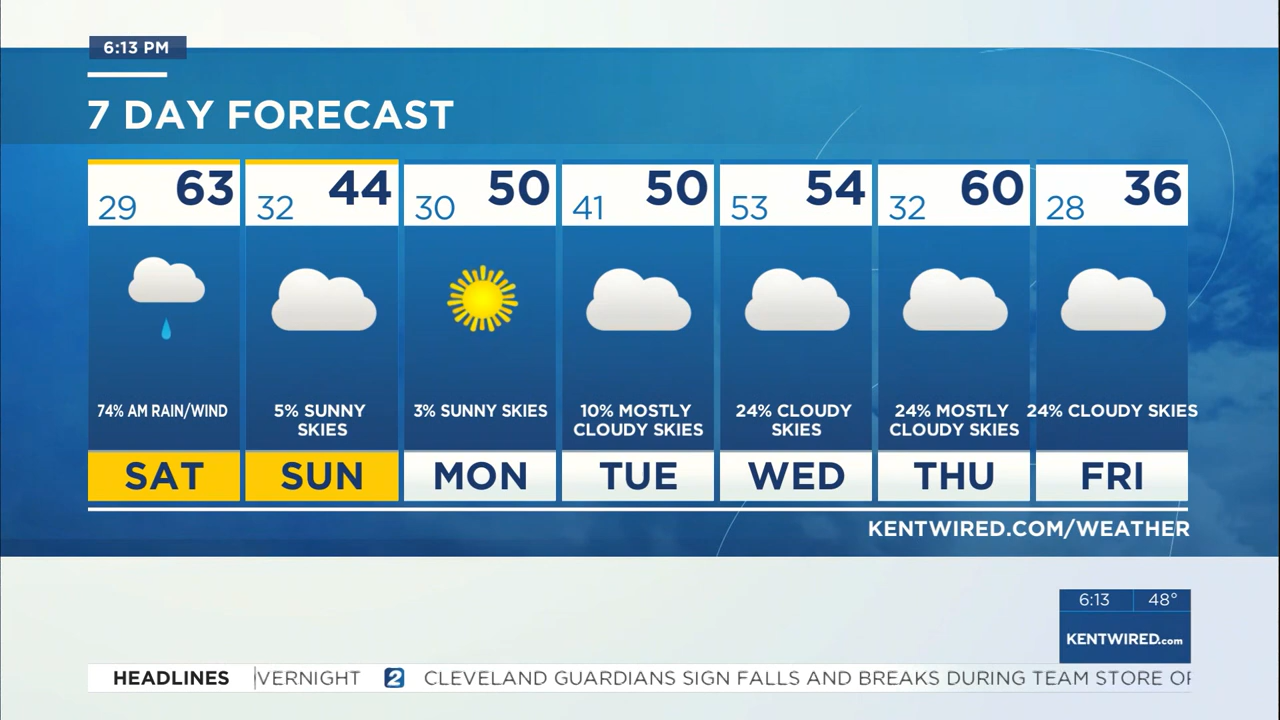 6:13 PM
7 DAY FORECAST
29 63
32 44
30 50
41 50
53 54
32 60
28 36
74% AM RAIN/WIND
5% SUNNY
SKIES
3% SUNNY SKIES
10% MOSTLY
CLOUDY SKIES
24% CLOUDY
SKIES
24% MOSTLY
CLOUDY SKIES
24% CLOUDY SKIES
SAT SUN MON TUE WED THU FRI
KENTWIRED.COM/WEATHER
6:13 48°
KENTWIRED.com
HEADLINES VERNIGHT 2 CLEVELAND GUARDIANS SIGN FALLS AND BREAKS DURING TEAM STORE OF